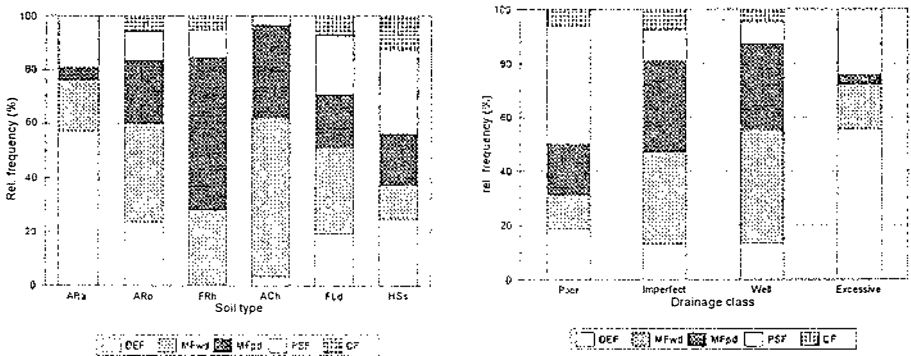 100
80
60
40
20
0
Rel. frequency (%)
ARa
ARo
FRh
ACh
FLd
HSs
Soil type
DEF
MFwd
MFpd
PSF
CF
rel. frequency (%)
60
40
20
0
Poor
Imperfect
Well
Excessive
Drainage class
DEF
MFwd
MFpd
PSF
CF